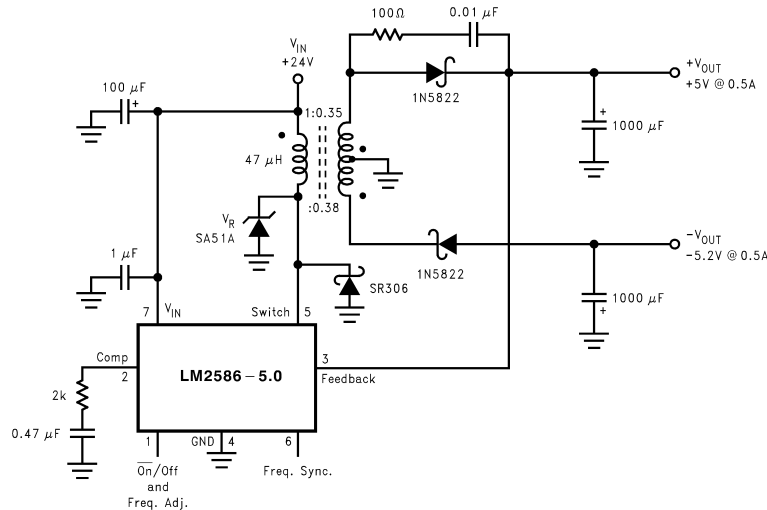 100Ω
0.01 μF
V_IN
+24V
+V_OUT
+5V @ 0.5A
1N5822
100 μF
+
1:0.35
+
1000 μF
47 μH
:0.38
V_R
SA51A
-V_OUT
-5.2V @ 0.5A
1N5822
1 μF
SR306
1000 μF
+
7
V_IN
Switch
5
Comp
2
LM2586-5.0
3
Feedback
2k
0.47 μF
1
GND
4
6
O̅n̅/Off
and
Freq. Adj.
Freq. Sync.